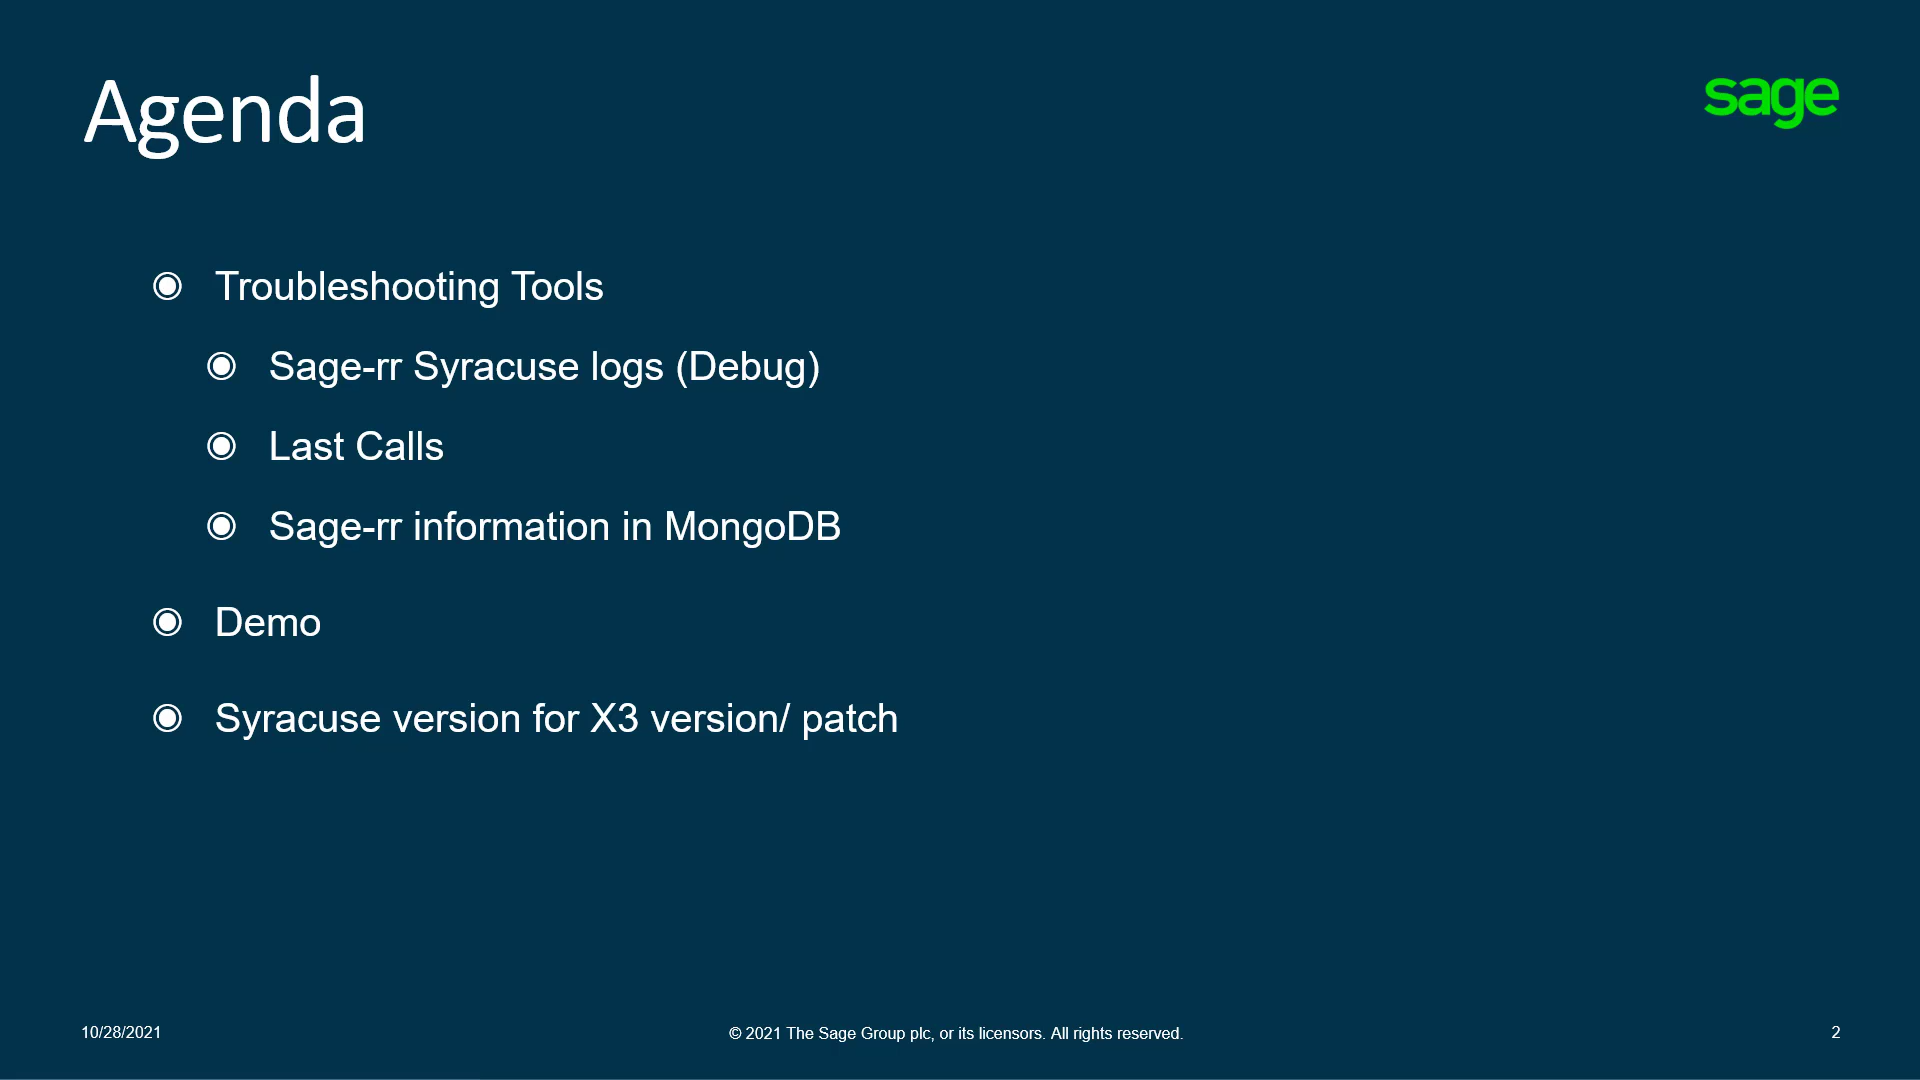 Agenda
sage
Troubleshooting Tools
Sage-rr Syracuse logs (Debug)
Last Calls
Sage-rr information in MongoDB
Demo
Syracuse version for X3 version/ patch
10/28/2021
© 2021 The Sage Group plc, or its licensors. All rights reserved.
2